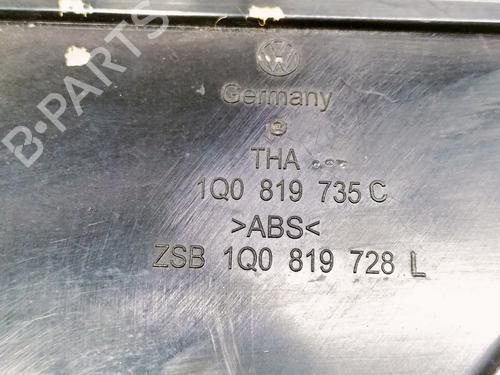 B-PARTS
Germany
THA
1Q0 819 735 C
>ABS<
ZSB 1Q0 819 728 L